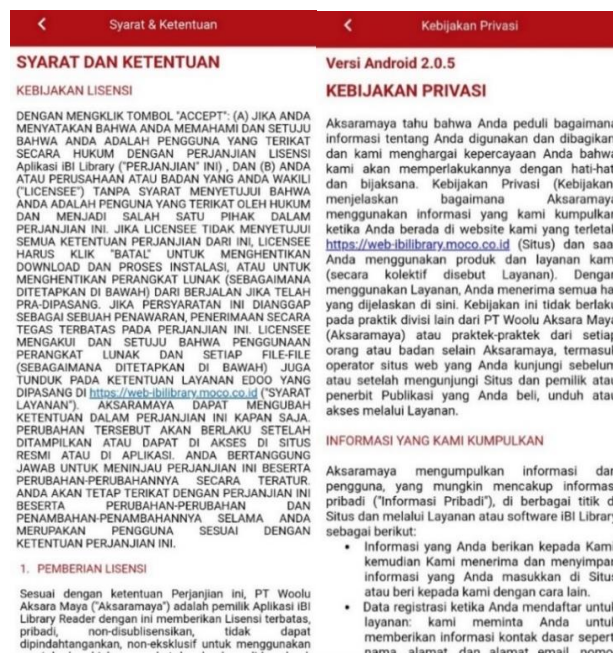 Syarat & Ketentuan
SYARAT DAN KETENTUAN
KEBIJAKAN LISENSI
DENGAN MENGKLIK TOMBOL "ACCEPT": (A) JIKA ANDA
MENYATAKAN BAHWA ANDA MEMAHAMI DAN SETUJU
BAHWA ANDA ADALAH PENGGUNA YANG TERIKAT
SECARA HUKUM DENGAN PERJANJIAN LISENSI
Aplikasi iBI Library ("PERJANJIAN" INI) , DAN (B) ANDA
ATAU PERUSAHAAN ATAU BADAN YANG ANDA WAKILI
("LICENSEE") TANPA SYARAT MENYETUJUI BAHWA
ANDA ADALAH PENGUNA YANG TERIKAT OLEH HUKUM
DAN MENJADI SALAH SATU PIHAK DALAM
PERJANJIAN INI. JIKA LICENSEE TIDAK MENYETUJUI
SEMUA KETENTUAN PERJANJIAN DARI INI, LICENSEE
HARUS KLIK "BATAL" UNTUK MENGHENTIKAN
DOWNLOAD DAN PROSES INSTALASI, ATAU UNTUK
MENGHENTIKAN PERANGKAT LUNAK (SEBAGAIMANA
DITETAPKAN DI BAWAH) DARI BERJALAN JIKA TELAH
PRA-DIPASANG. JIKA PERSYARATAN INI DIANGGAP
SEBAGAI SEBUAH PENAWARAN, PENERIMAAN SECARA
TEGAS TERBATAS PADA PERJANJIAN INI. LICENSEE
MENGAKUI DAN SETUJU BAHWA PENGGUNAAN
PERANGKAT LUNAK DAN SETIAP FILE-FILE
(SEBAGAIMANA DITETAPKAN DI BAWAH) JUGA
TUNDUK PADA KETENTUAN LAYANAN EDOO YANG
DIPASANG DI https://web-ibilibrary.moco.co.id ("SYARAT
LAYANAN"). AKSARAMAYA DAPAT MENGUBAH
KETENTUAN DALAM PERJANJIAN INI KAPAN SAJA.
PERUBAHAN TERSEBUT AKAN BERLAKU SETELAH
DITAMPILKAN ATAU DAPAT DI AKSES DI SITUS
RESMI ATAU DI APLIKASI. ANDA BERTANGGUNG
JAWAB UNTUK MENINJAU PERJANJIAN INI BESERTA
PERUBAHAN-PERUBAHANNYA SECARA TERATUR.
ANDA AKAN TETAP TERIKAT DENGAN PERJANJIAN INI
BESERTA PERUBAHAN-PERUBAHAN DAN
PENAMBAHAN-PENAMBAHANNYA SELAMA ANDA
MERUPAKAN PENGGUNA SESUAI DENGAN
KETENTUAN PERJANJIAN INI.
1. PEMBERIAN LISENSI
Sesuai dengan ketentuan Perjanjian ini, PT Woolu
Aksara Maya ("Aksaramaya") adalah pemilik Aplikasi iBI
Library Reader dengan ini memberikan Lisensi terbatas,
pribadi, non-disublisensikan, tidak dapat
dipindahtangankan, non-eksklusif untuk menggunakan
Kebijakan Privasi
Versi Android 2.0.5
KEBIJAKAN PRIVASI
Aksaramaya tahu bahwa Anda peduli bagaimana
informasi tentang Anda digunakan dan dibagikan
dan kami menghargai kepercayaan Anda bahwa
kami akan memperlakukannya dengan hati-hat
dan bijaksana. Kebijakan Privasi (Kebijakan
menjelaskan bagaimana Aksaramaya
menggunakan informasi yang kami kumpulka
ketika Anda berada di website kami yang terletak
https://web-ibilibrary.moco.co.id (Situs) dan saa
Anda menggunakan produk dan layanan kam
(secara kolektif disebut Layanan). Dengan
menggunakan Layanan, Anda menerima semua ha
yang dijelaskan di sini. Kebijakan ini tidak berlaku
pada praktik divisi lain dari PT Woolu Aksara Maya
(Aksaramaya) atau praktek-praktek dari setiap
orang atau badan selain Aksaramaya, termasuk
operator situs web yang Anda kunjungi sebelum
atau setelah mengunjungi Situs dan pemilik atau
penerbit Publikasi yang Anda beli, unduh atau
akses melalui Layanan.
INFORMASI YANG KAMI KUMPULKAN
Aksaramaya mengumpulkan informasi dar
pengguna, yang mungkin mencakup informas
pribadi ("Informasi Pribadi"), di berbagai titik d
Situs dan melalui Layanan atau software iBI Library
sebagai berikut:
• Informasi yang Anda berikan kepada Kami
kemudian Kami menerima dan menyimpan
informasi yang Anda masukkan di Situs
atau beri kepada kami dengan cara lain.
• Data registrasi ketika Anda mendaftar untuk
layanan: kami meminta Anda untuk
memberikan informasi kontak dasar sepert
nama, alamat, dan alamat email, nomo